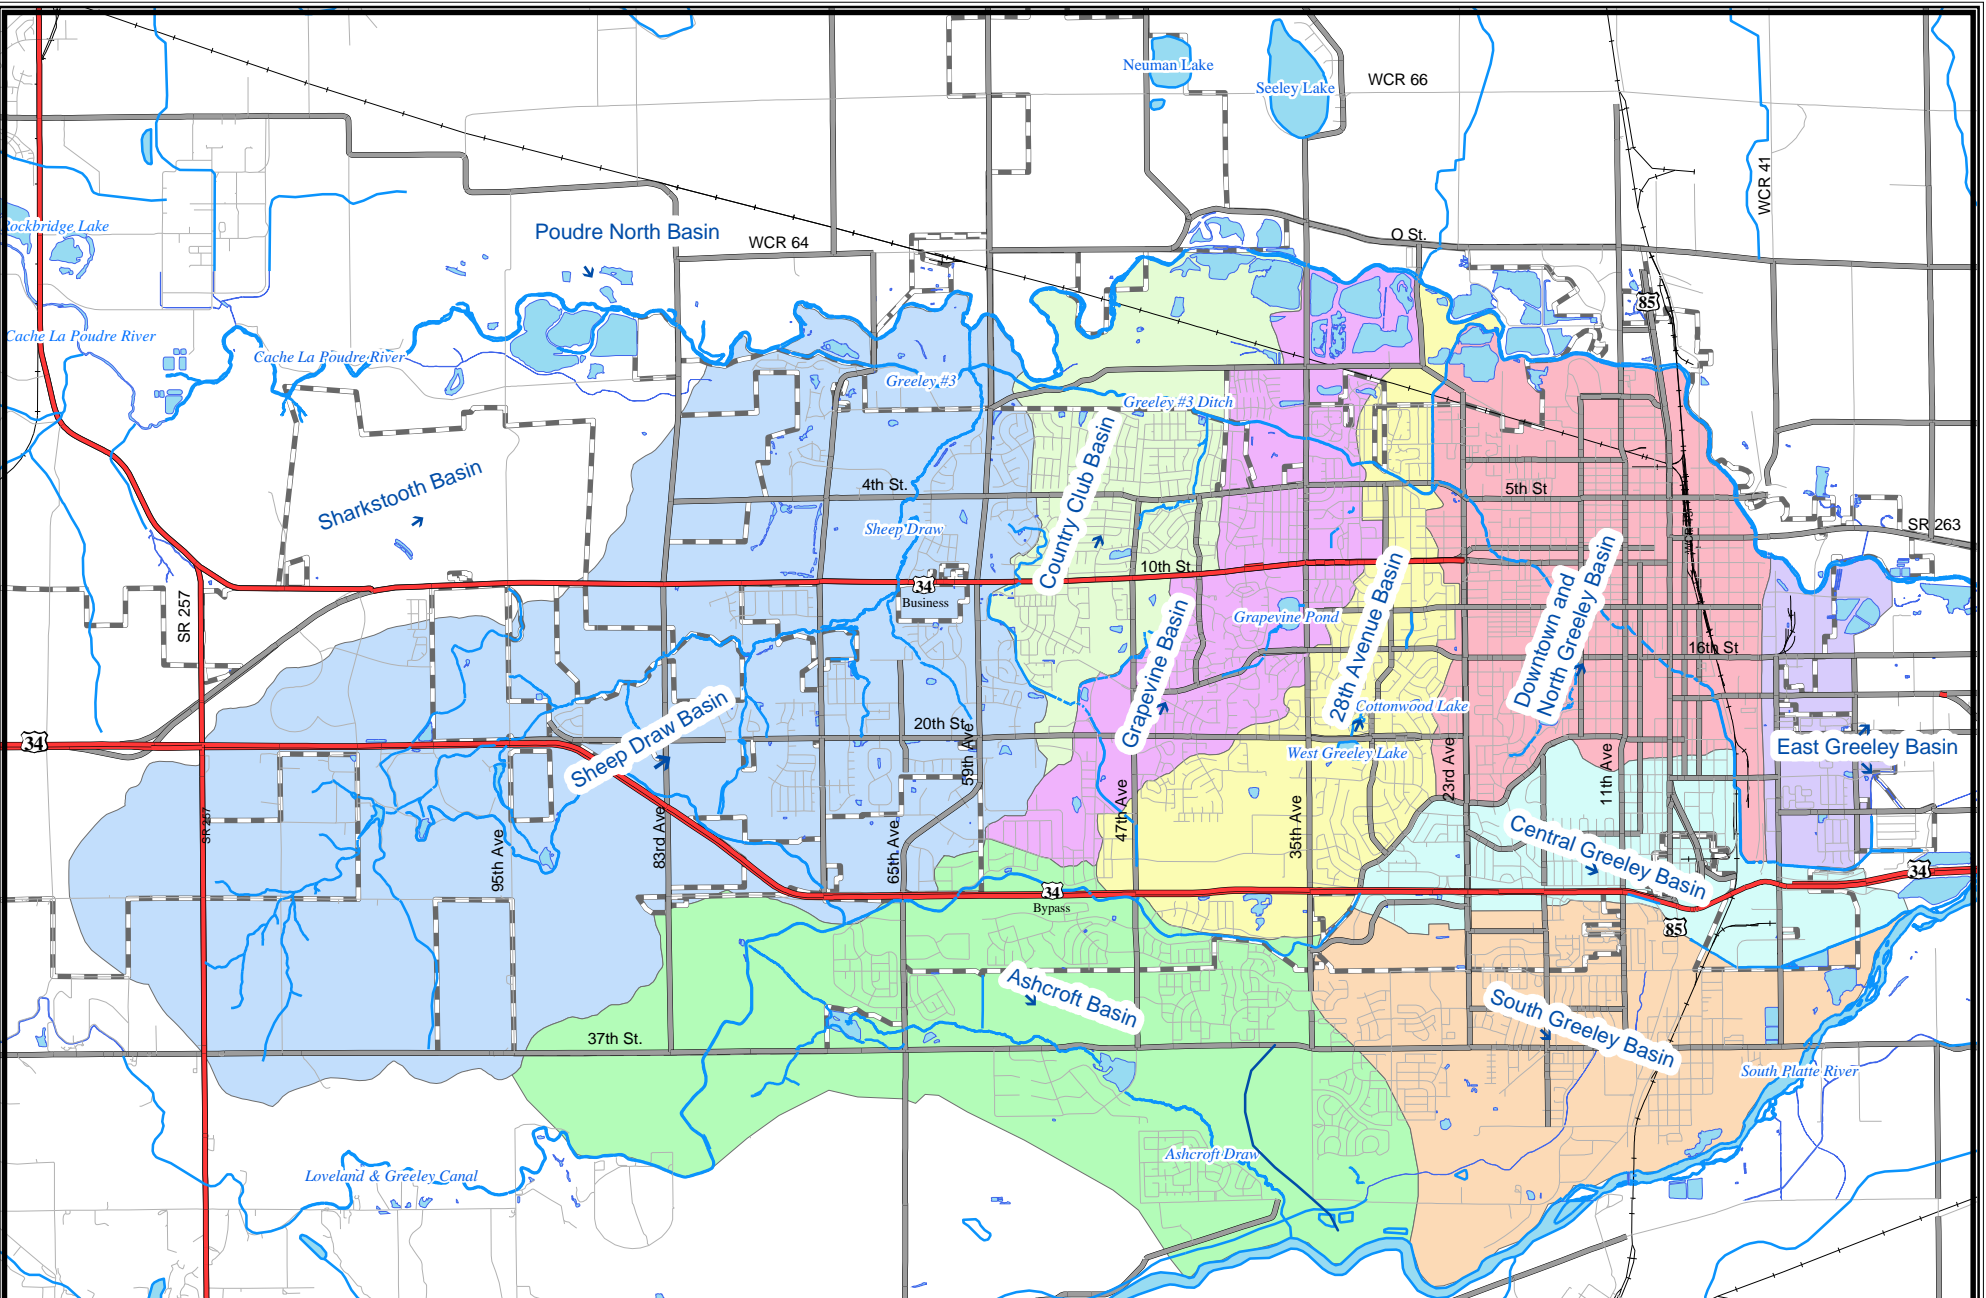 Neuman Lake
Seeley Lake
WCR 66
WCR 41
Rockbridge Lake
Poudre North Basin
WCR 64
O St.
85
Cache La Poudre River
Cache La Poudre River
Greeley #3
Greeley #3 Ditch
Sharkstooth Basin
4th St.
5th St
Sheep Draw
SR 263
Country Club Basin
10th St.
34
Business
SR 257
Grapevine Pond
Grapevine Basin
28th Avenue Basin
Downtown and
North Greeley Basin
16th St
Sheep Draw Basin
Cottonwood Lake
20th St.
59th Ave
34
West Greeley Lake
East Greeley Basin
23rd Ave
11th Ave
SR 257
95th Ave
83rd Ave
65th Ave
47th Ave
35th Ave
Central Greeley Basin
34
34
Bypass
85
Ashcroft Basin
South Greeley Basin
37th St.
South Platte River
Ashcroft Draw
Loveland & Greeley Canal